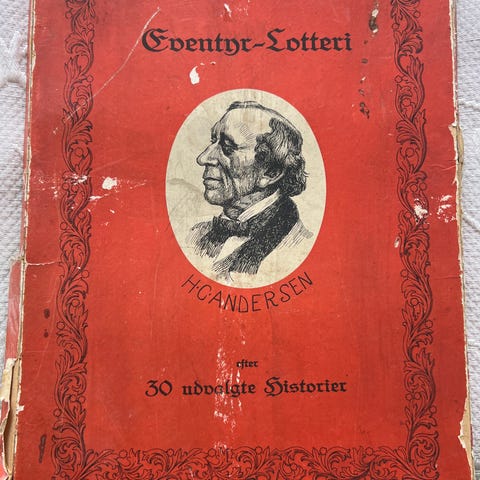 Eventyr-Lotteri
H.C. ANDERSEN
efter
30 udvalgte Historier